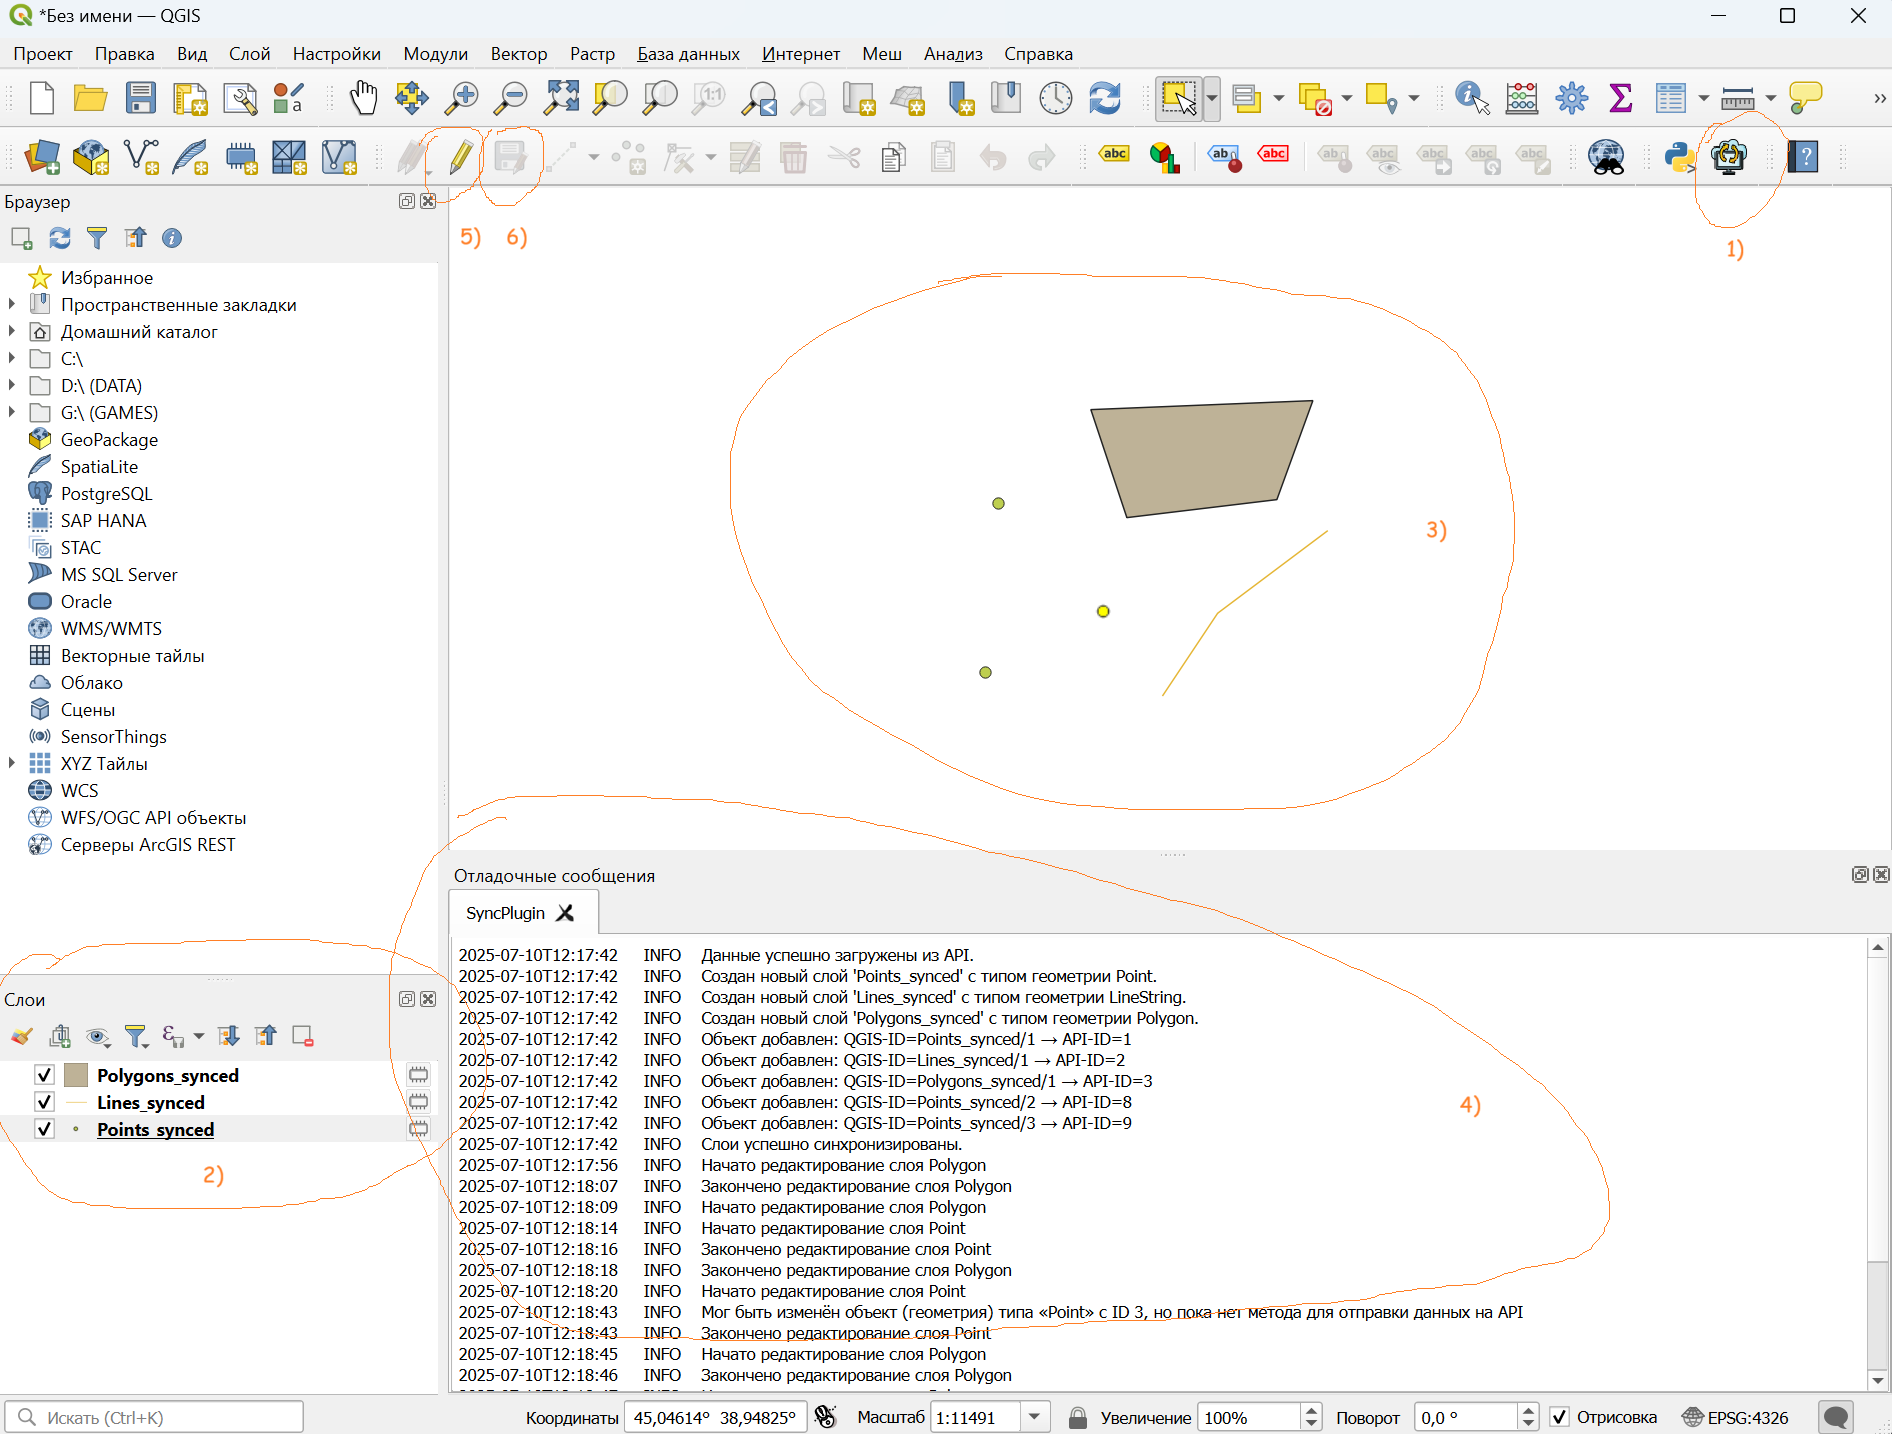 *Без имени — QGIS
Проект Правка Вид Слой Настройки Модули Вектор Растр База данных Интернет Меш Анализ Справка
a 1:1
abc ab abc ab abc ab ab abc
Браузер
5) 6) 1)
Избранное
Пространственные закладки
Домашний каталог
C:\
D:\ (DATA)
G:\ (GAMES)
GeoPackage
SpatiaLite
PostgreSQL
SAP HANA
STAC
MS SQL Server
Oracle
WMS/WMTS
Векторные тайлы
Облако
Сцены
SensorThings
XYZ Тайлы
WCS
WFS/OGC API объекты
Серверы ArcGIS REST
3)
Слои
Polygons_synced
Lines_synced
Points_synced
2)
Отладочные сообщения
SyncPlugin
2025-07-10T12:17:42 INFO Данные успешно загружены из API.
2025-07-10T12:17:42 INFO Создан новый слой 'Points_synced' с типом геометрии Point.
2025-07-10T12:17:42 INFO Создан новый слой 'Lines_synced' с типом геометрии LineString.
2025-07-10T12:17:42 INFO Создан новый слой 'Polygons_synced' с типом геометрии Polygon.
2025-07-10T12:17:42 INFO Объект добавлен: QGIS-ID=Points_synced/1 → API-ID=1
2025-07-10T12:17:42 INFO Объект добавлен: QGIS-ID=Lines_synced/1 → API-ID=2
2025-07-10T12:17:42 INFO Объект добавлен: QGIS-ID=Polygons_synced/1 → API-ID=3
2025-07-10T12:17:42 INFO Объект добавлен: QGIS-ID=Points_synced/2 → API-ID=8
2025-07-10T12:17:42 INFO Объект добавлен: QGIS-ID=Points_synced/3 → API-ID=9
2025-07-10T12:17:42 INFO Слои успешно синхронизированы.
2025-07-10T12:17:56 INFO Начато редактирование слоя Polygon
2025-07-10T12:18:07 INFO Закончено редактирование слоя Polygon
2025-07-10T12:18:09 INFO Начато редактирование слоя Polygon
2025-07-10T12:18:14 INFO Начато редактирование слоя Point
2025-07-10T12:18:16 INFO Закончено редактирование слоя Point
2025-07-10T12:18:18 INFO Закончено редактирование слоя Polygon
2025-07-10T12:18:20 INFO Начато редактирование слоя Point
2025-07-10T12:18:43 INFO Мог быть изменён объект (геометрия) типа «Point» с ID 3, но пока нет метода для отправки данных на API
2025-07-10T12:18:43 INFO Закончено редактирование слоя Point
2025-07-10T12:18:45 INFO Начато редактирование слоя Polygon
2025-07-10T12:18:46 INFO Закончено редактирование слоя Polygon
4)
Искать (Ctrl+K) Координаты 45,04614° 38,94825° Масштаб 1:11491 Увеличение 100% Поворот 0,0 ° Отрисовка EPSG:4326